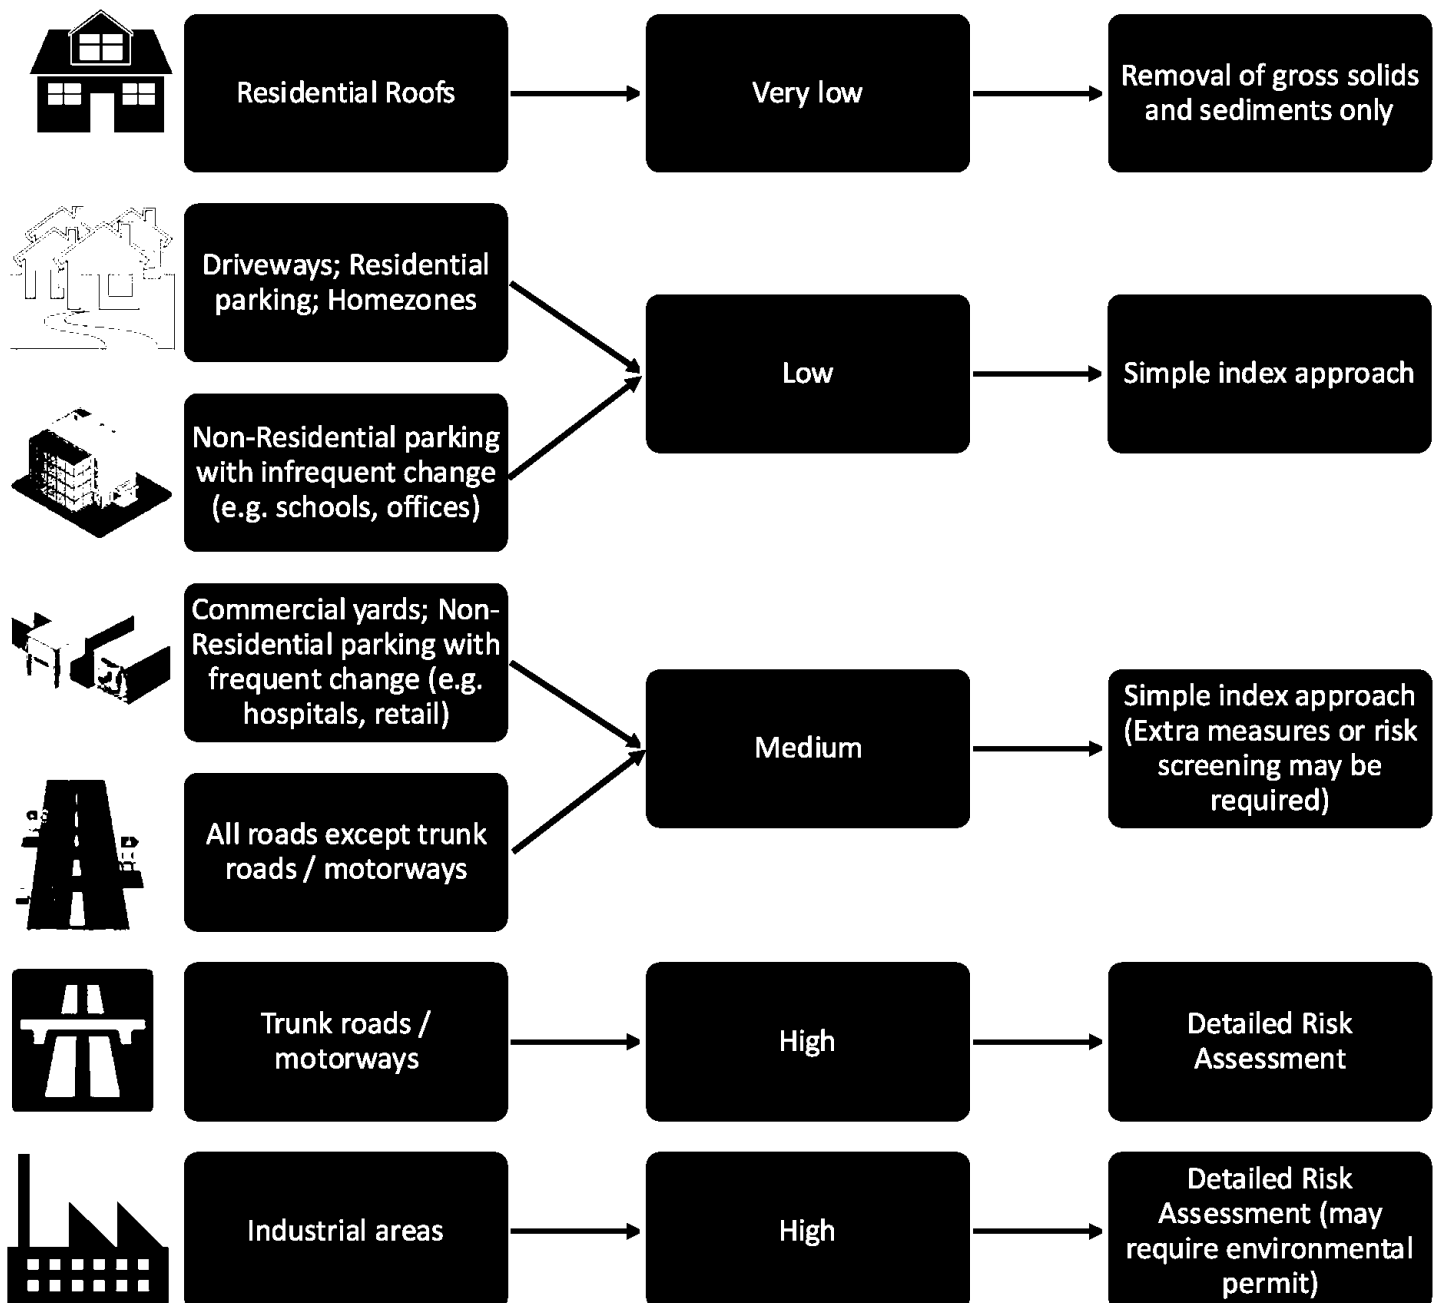 Residential Roofs
Very low
Removal of gross solids
and sediments only
Driveways; Residential
parking; Homezones
Non-Residential parking
with infrequent change
(e.g. schools, offices)
Low
Simple index approach
Commercial yards; Non-
Residential parking with
frequent change (e.g.
hospitals, retail)
All roads except trunk
roads / motorways
Medium
Simple index approach
(Extra measures or risk
screening may be
required)
Trunk roads /
motorways
High
Detailed Risk
Assessment
Industrial areas
High
Detailed Risk
Assessment (may
require environmental
permit)